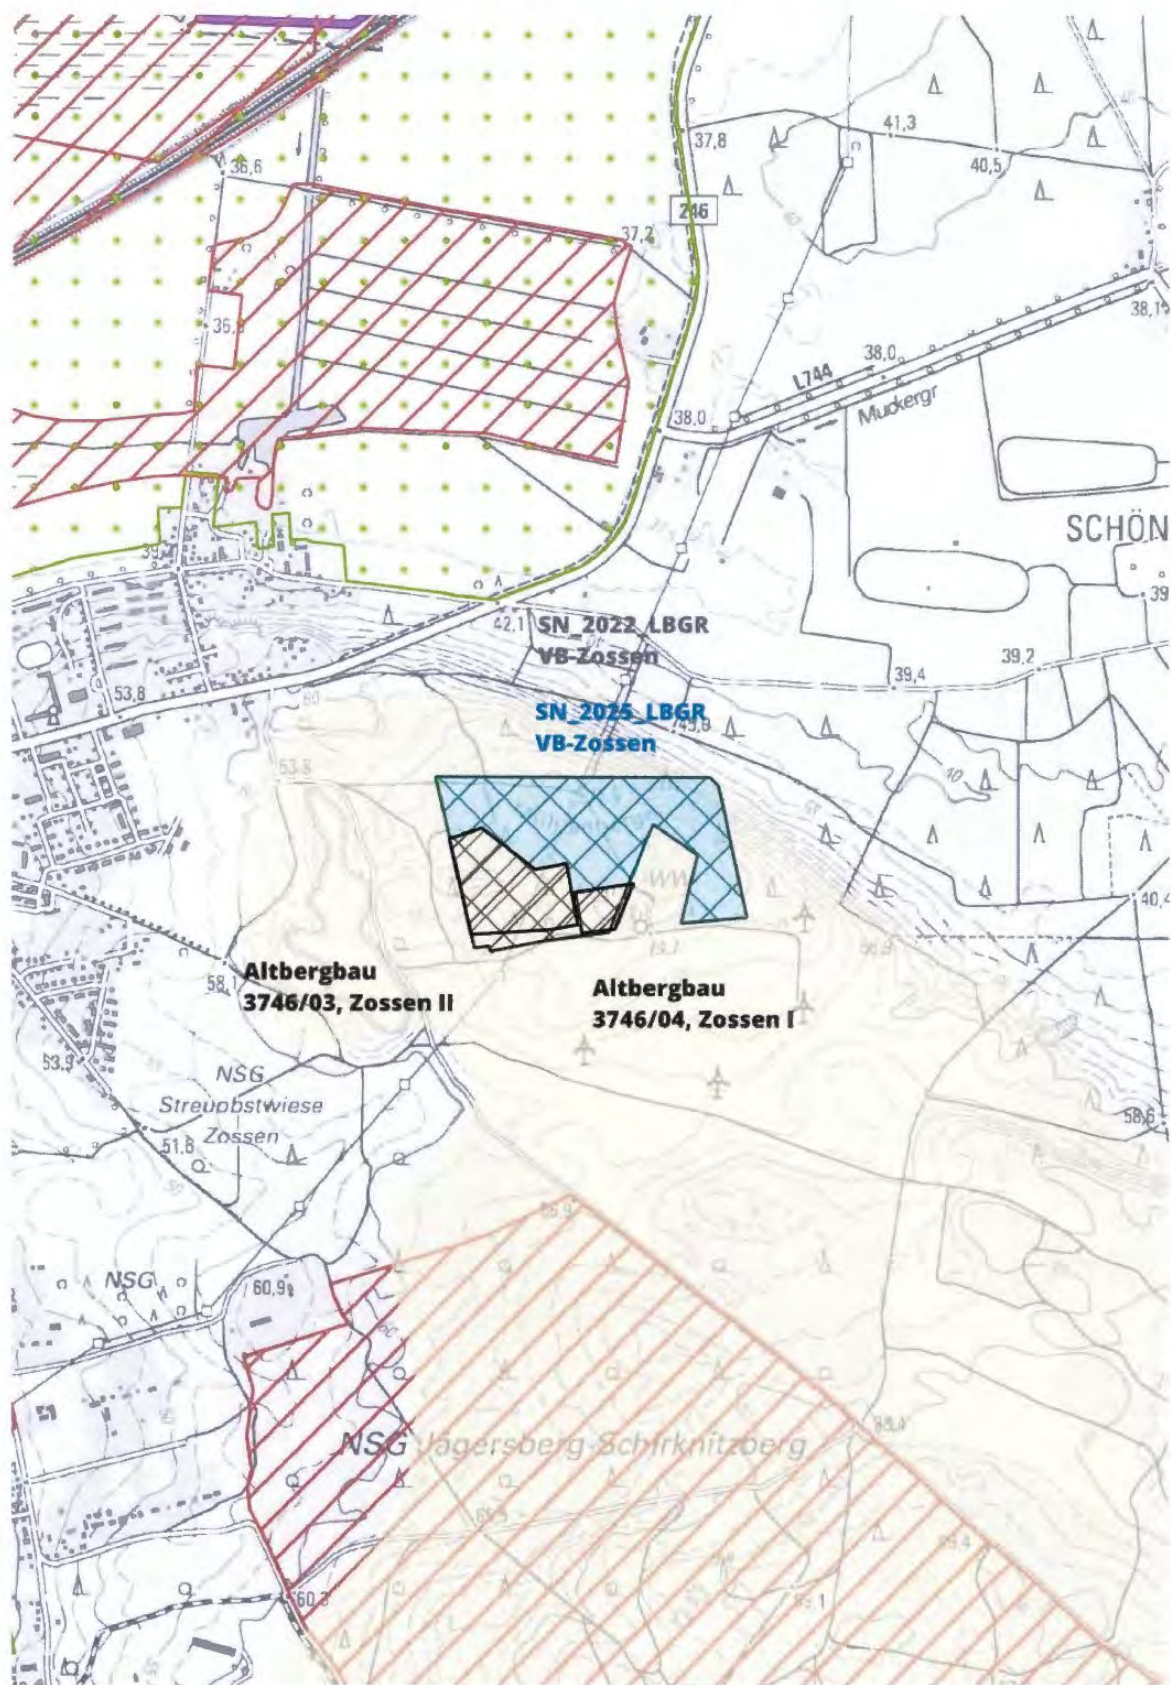 41,3
37,8
40,5
36,6
246
37,2
38,1
38,0
L744
Muckergr
38,0
SCHÖN
39
42,1
SN_2022_LBGR
VB-Zossen
39,2
39,4
53,8
SN_2025_LBGR
VB-Zossen
53,8
10
40,4
Altbergbau
3746/03, Zossen II
58,1
Altbergbau
3746/04, Zossen I
53,9
NSG
Streuobstwiese
Zossen
51,8
58,6
NSG
60,9
NSG Jägersberg-Schirknitzberg
60,3